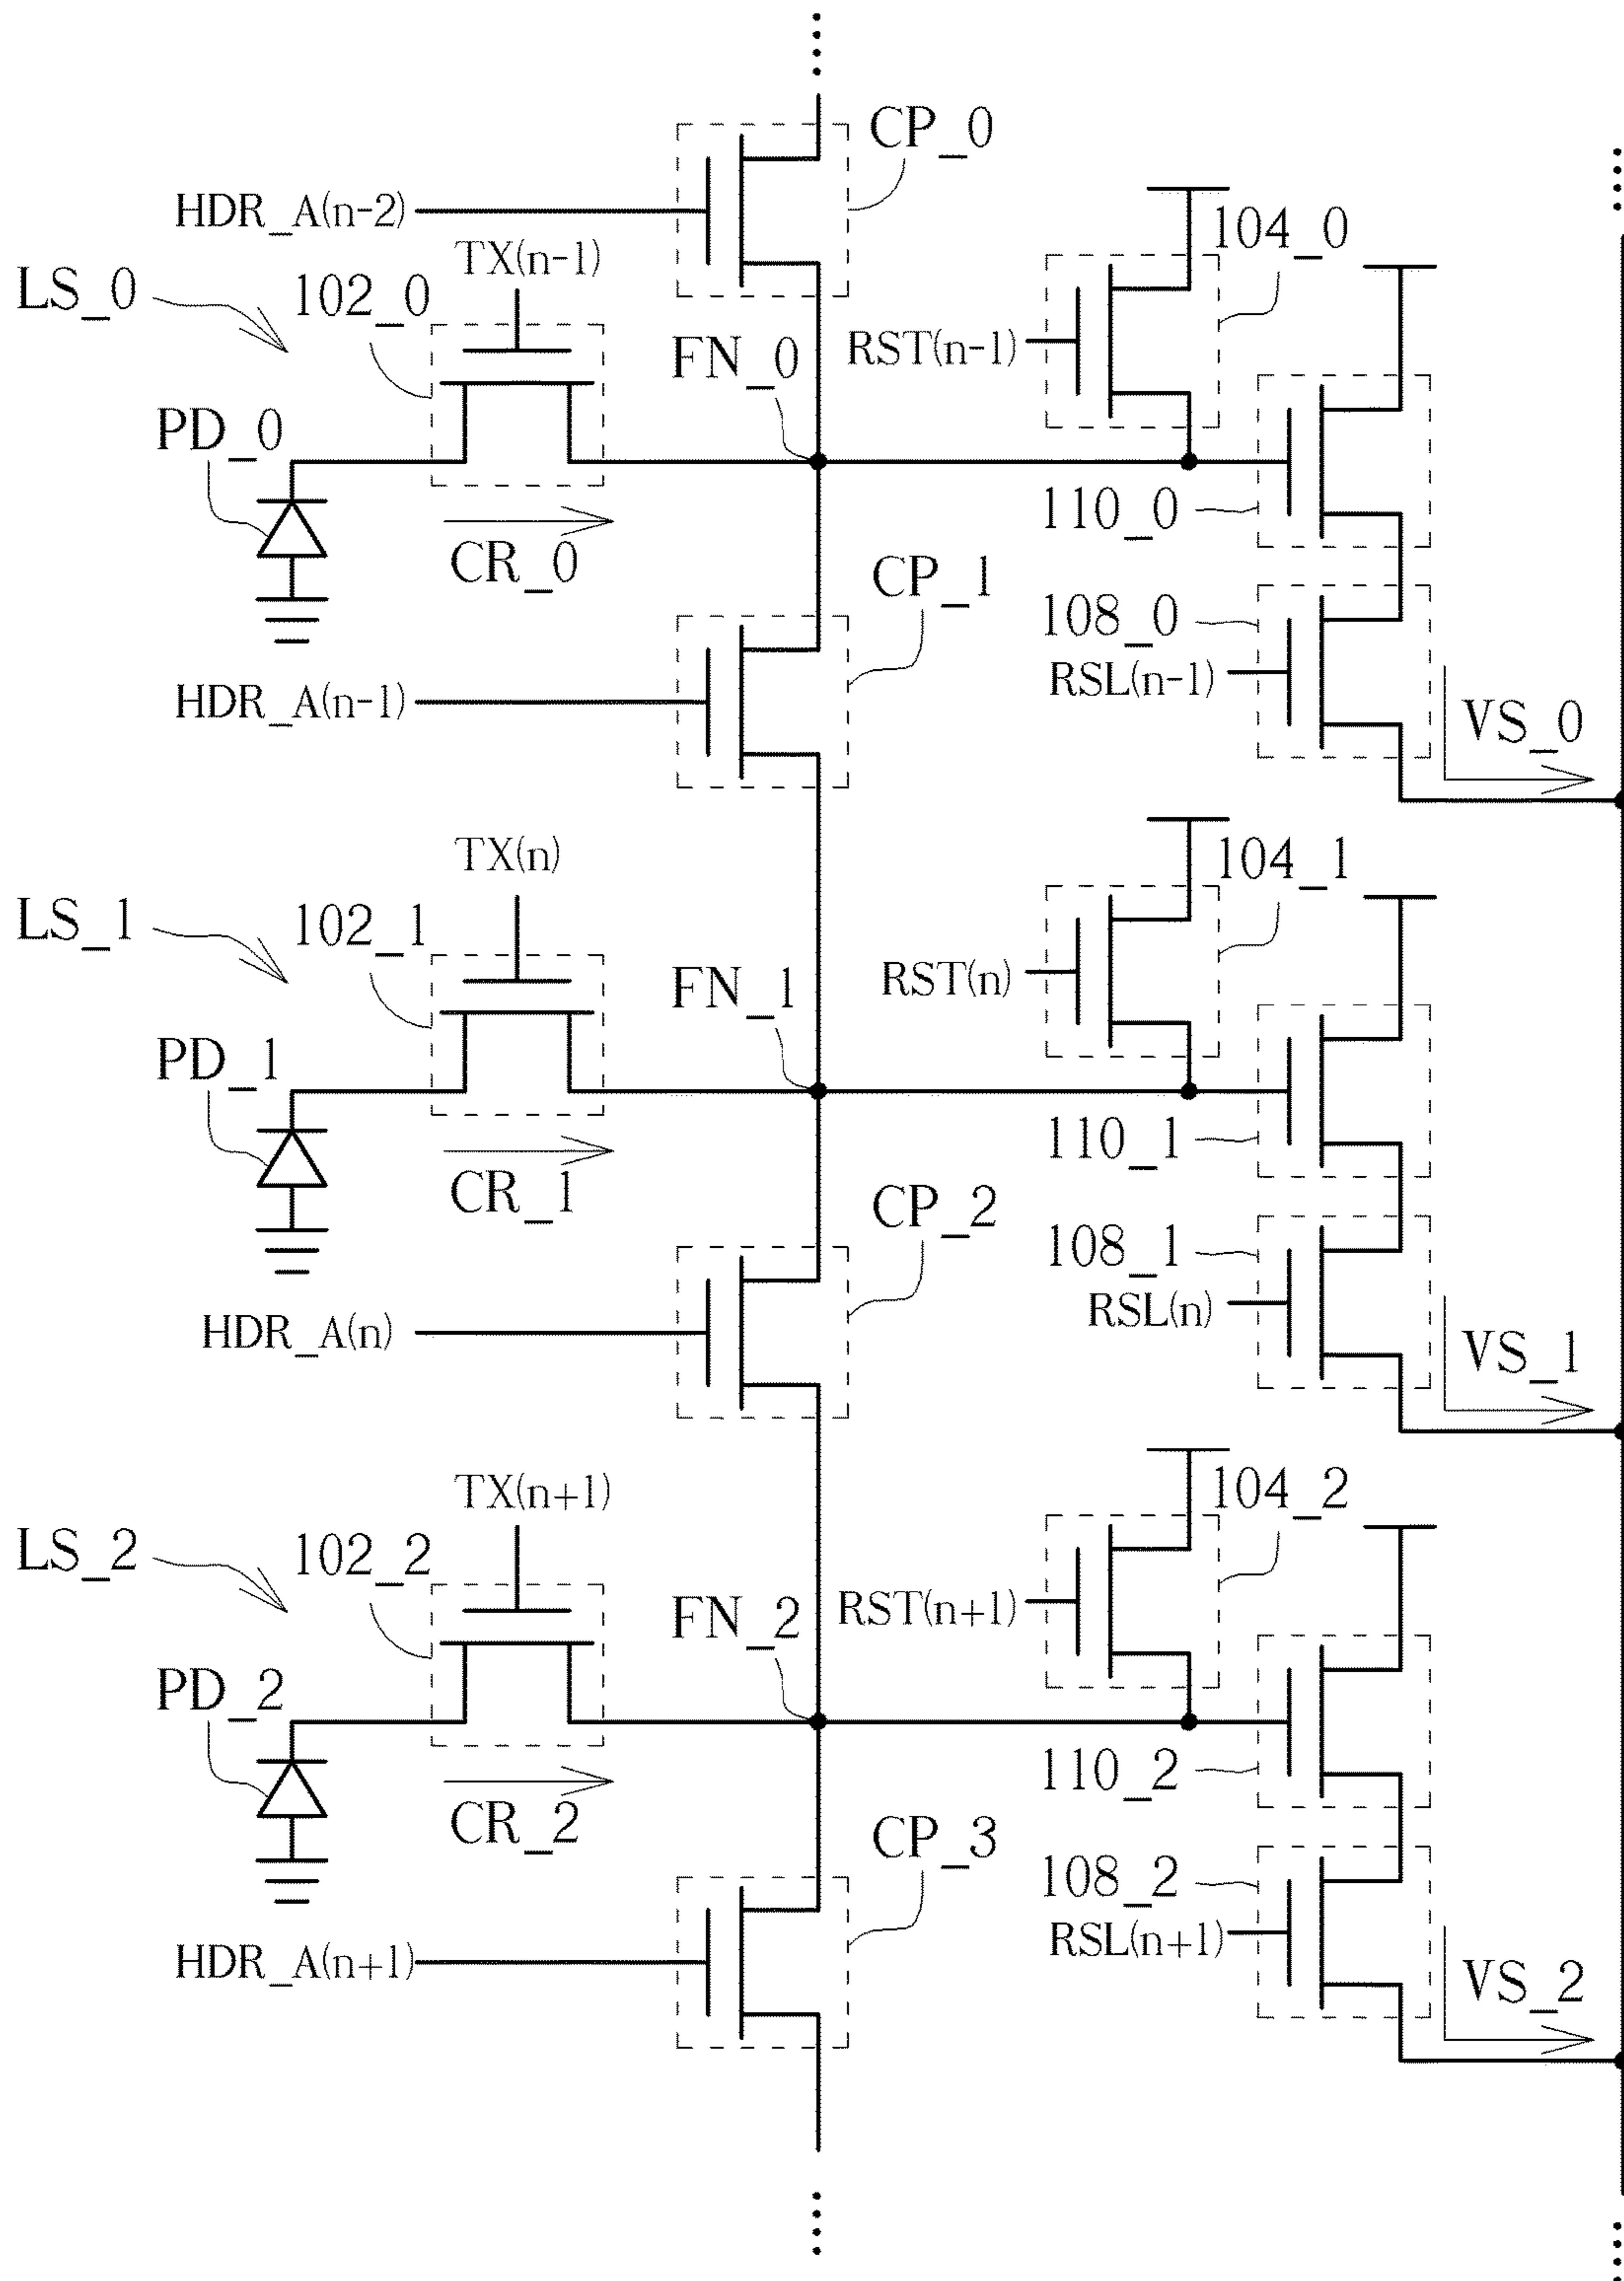 CP_0
HDR_A(n-2)
104_0
TX(n-1)
LS_0
102_0
RST(n-1)
FN_0
PD_0
110_0
CR_0
CP_1
108_0
RSL(n-1)
HDR_A(n-1)
VS_0
TX(n)
104_1
LS_1
102_1
RST(n)
FN_1
PD_1
110_1
CR_1
CP_2
108_1
RSL(n)
HDR_A(n)
VS_1
TX(n+1)
104_2
LS_2
102_2
RST(n+1)
FN_2
PD_2
110_2
CR_2
CP_3
108_2
RSL(n+1)
HDR_A(n+1)
VS_2